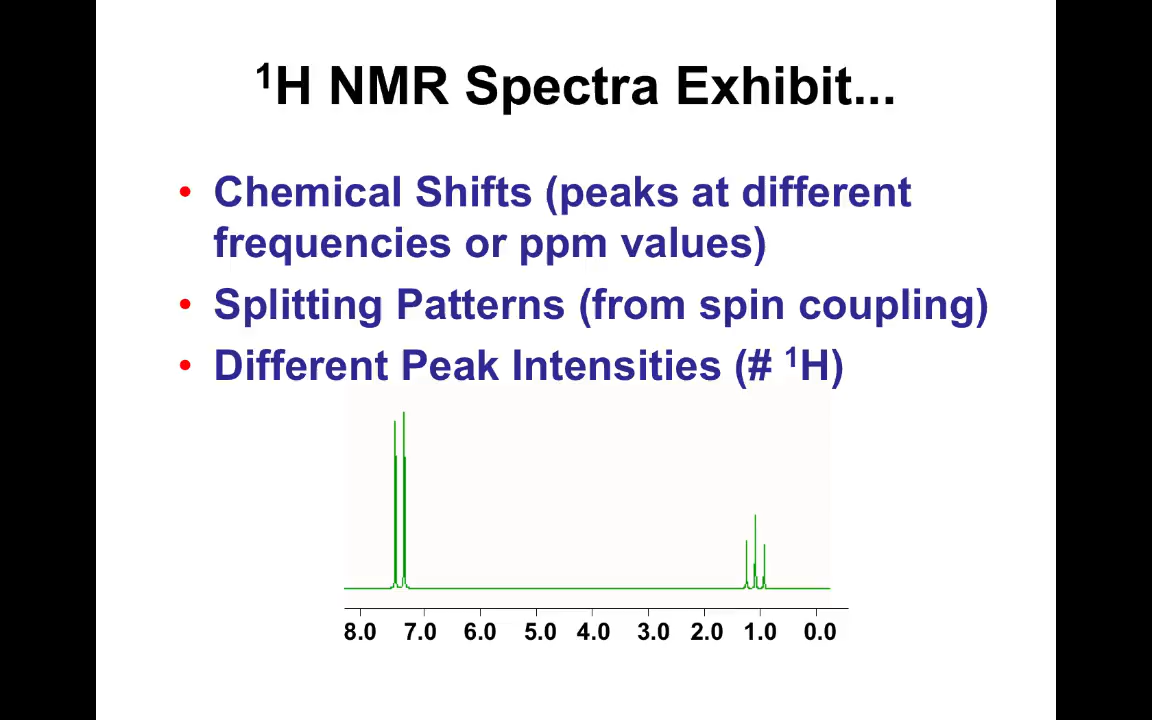 ¹H NMR Spectra Exhibit...
• Chemical Shifts (peaks at different
frequencies or ppm values)
• Splitting Patterns (from spin coupling)
• Different Peak Intensities (# ¹H)
8.0 7.0 6.0 5.0 4.0 3.0 2.0 1.0 0.0